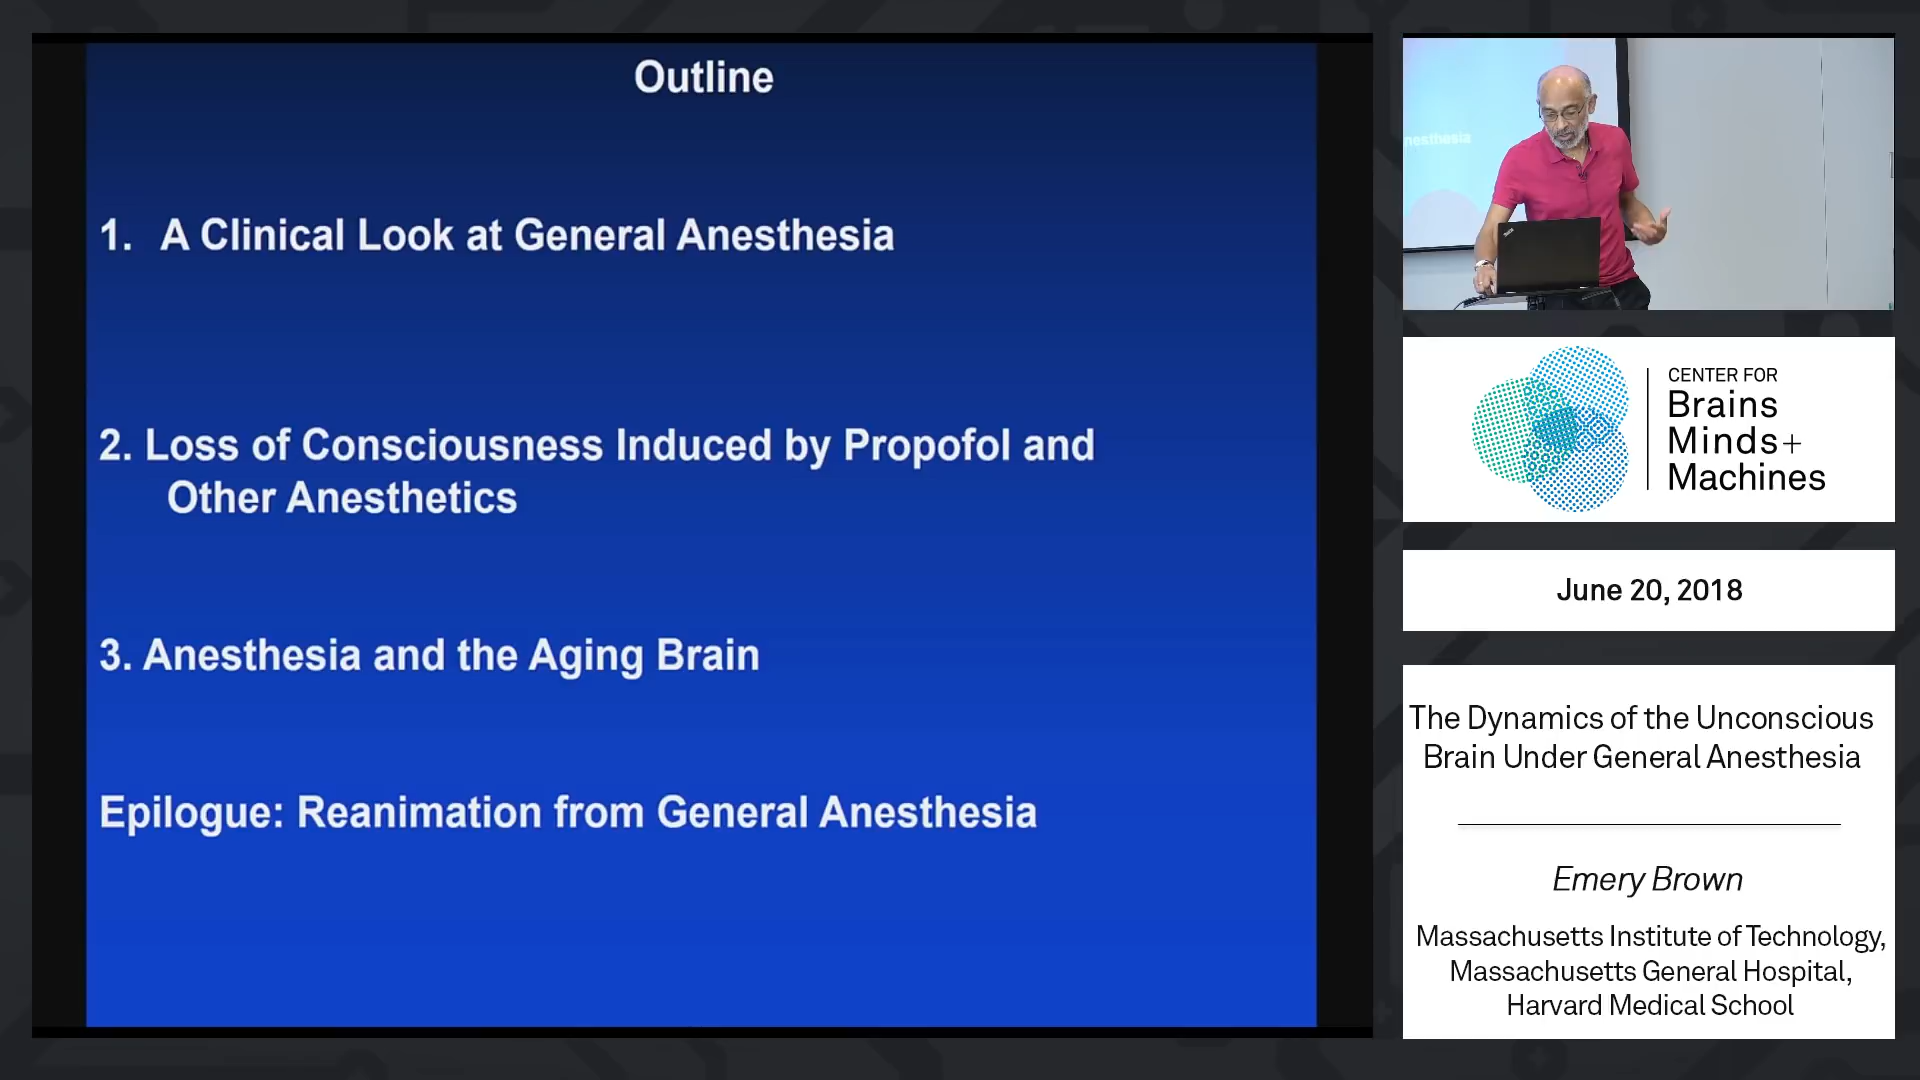 Outline
1. A Clinical Look at General Anesthesia
2. Loss of Consciousness Induced by Propofol and
Other Anesthetics
3. Anesthesia and the Aging Brain
Epilogue: Reanimation from General Anesthesia
nesthesia
CENTER FOR
Brains
Minds+
Machines
June 20, 2018
The Dynamics of the Unconscious
Brain Under General Anesthesia
Emery Brown
Massachusetts Institute of Technology,
Massachusetts General Hospital,
Harvard Medical School